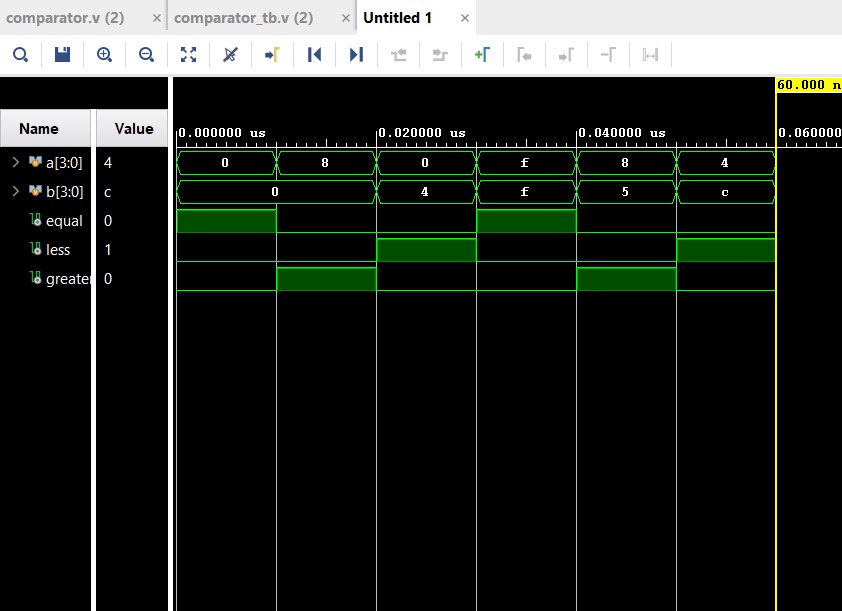 comparator.v (2) × comparator_tb.v (2) × Untitled 1 ×
60.000 n
Name Value
0.000000 us 0.020000 us 0.040000 us 0.060000
a[3:0] 4 0 8 0 f 8 4
b[3:0] c 0 4 f 5 c
equal 0
less 1
greater 0